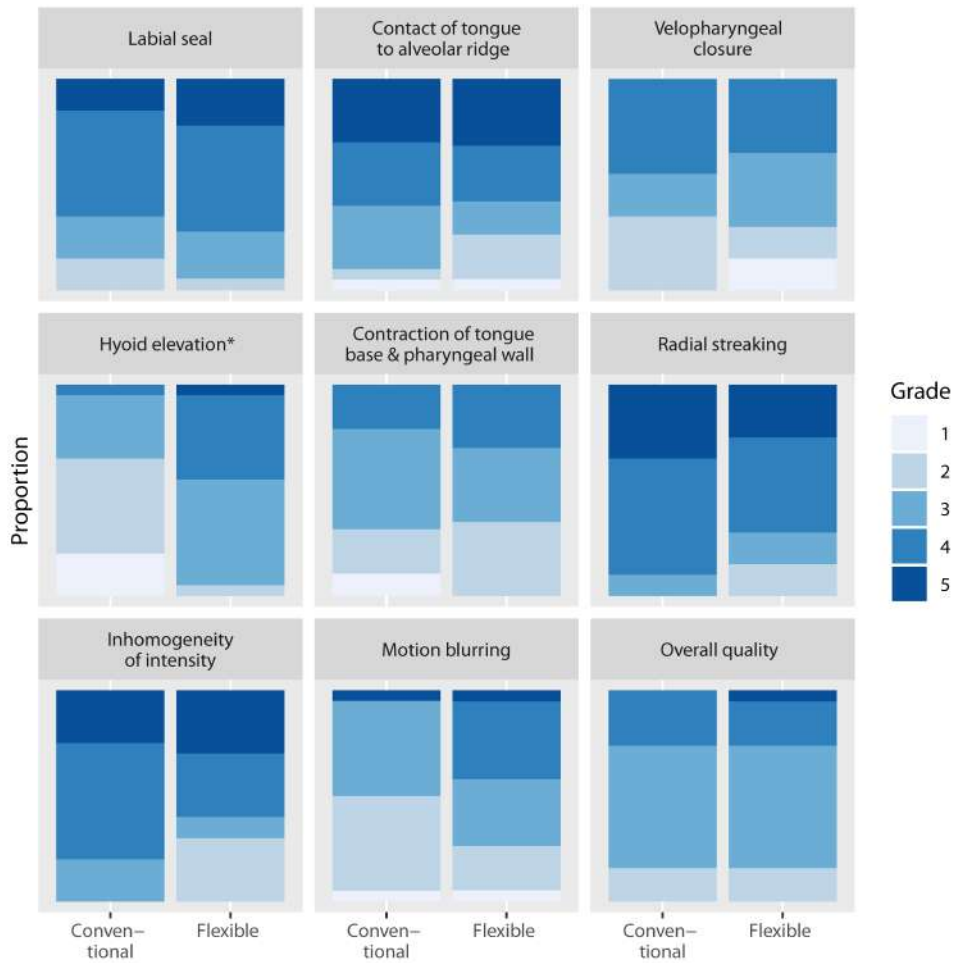 Labial seal
Contact of tongue
to alveolar ridge
Velopharyngeal
closure
Hyoid elevation*
Contraction of tongue
base & pharyngeal wall
Radial streaking
Proportion
Grade
1
2
3
4
5
Inhomogeneity
of intensity
Motion blurring
Overall quality
Conven–
tional
Flexible
Conven–
tional
Flexible
Conven–
tional
Flexible